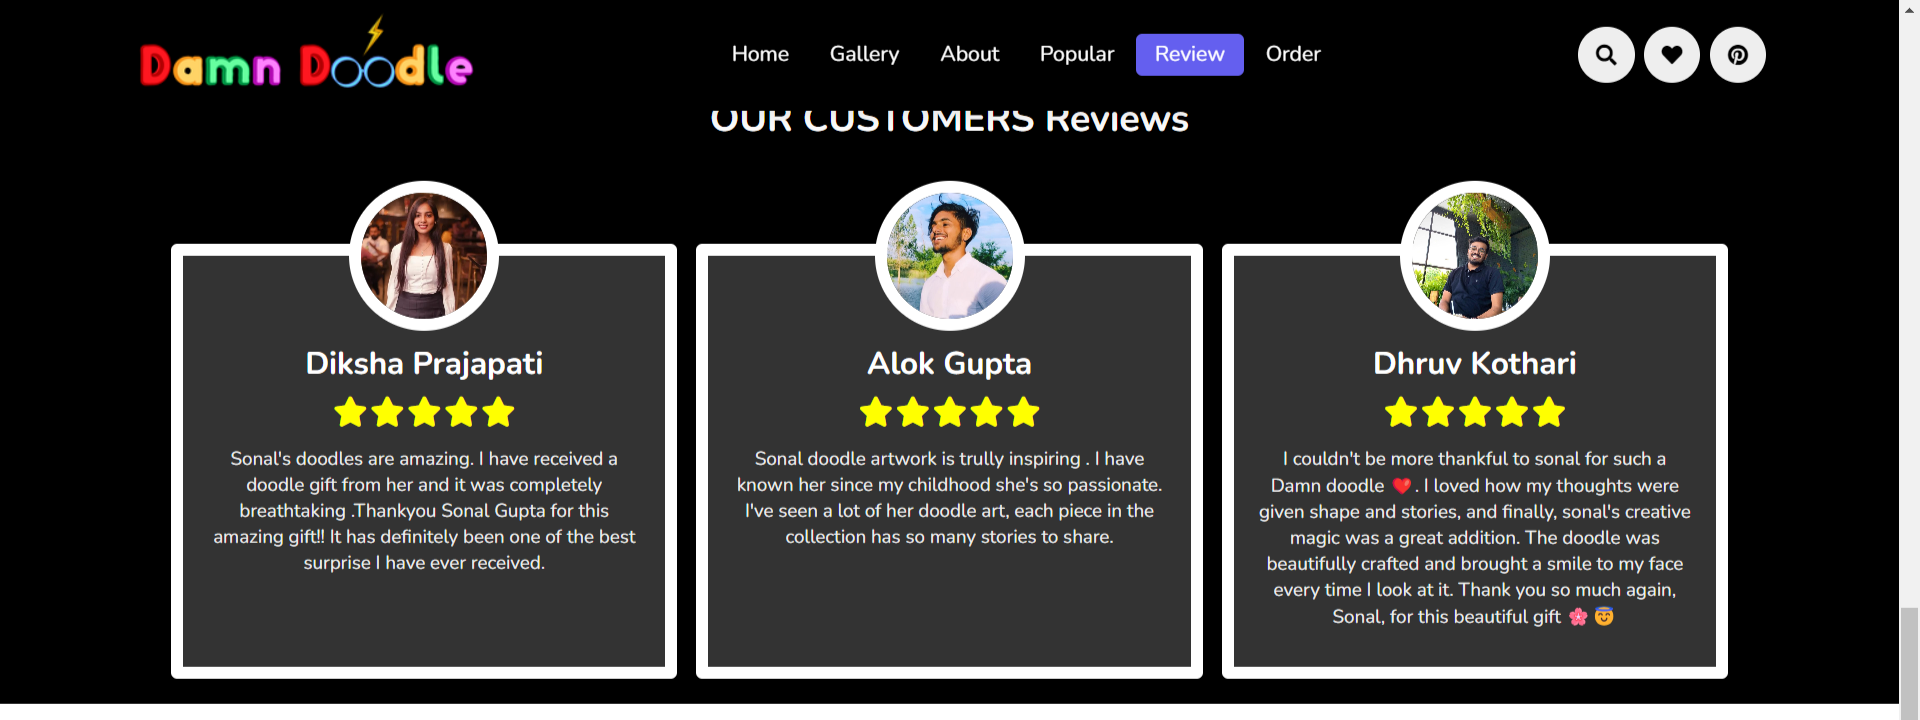 Damn Doodle
Home Gallery About Popular Review Order
OUR CUSTOMERS Reviews
Diksha Prajapati
Sonal's doodles are amazing. I have received a
doodle gift from her and it was completely
breathtaking .Thankyou Sonal Gupta for this
amazing gift!! It has definitely been one of the best
surprise I have ever received.
Alok Gupta
Sonal doodle artwork is trully inspiring . I have
known her since my childhood she's so passionate.
I've seen a lot of her doodle art, each piece in the
collection has so many stories to share.
Dhruv Kothari
I couldn't be more thankful to sonal for such a
Damn doodle ❤️. I loved how my thoughts were
given shape and stories, and finally, sonal's creative
magic was a great addition. The doodle was
beautifully crafted and brought a smile to my face
every time I look at it. Thank you so much again,
Sonal, for this beautiful gift 🌸 😇